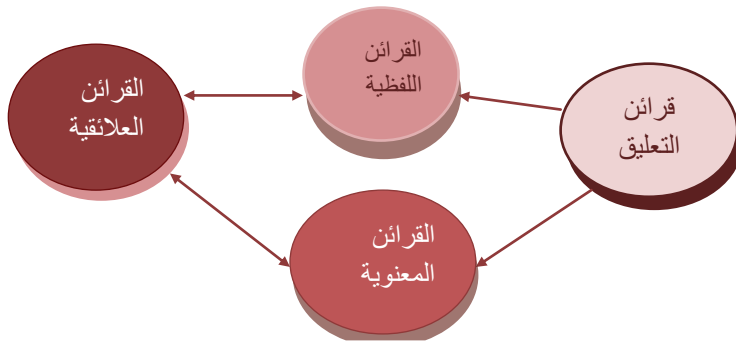 قرائن
التعليق
القرائن
اللفظية
القرائن
المعنوية
القرائن
العلائقية